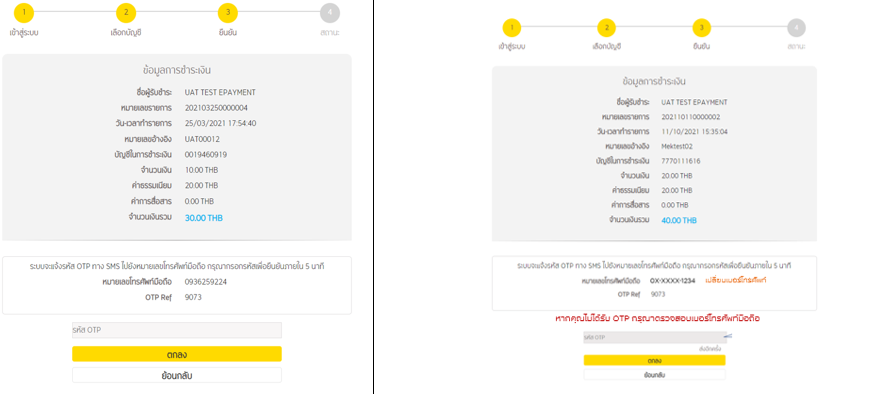 1 2 3 4
เข้าสู่ระบบ เลือกบัญชี ยืนยัน สถานะ
ข้อมูลการชำระเงิน
ชื่อผู้รับชำระ UAT TEST EPAYMENT
หมายเลขรายการ 202103250000004
วัน-เวลาทำรายการ 25/03/2021 17:54:40
หมายเลขอ้างอิง UAT00012
บัญชีในการชำระเงิน 0019460919
จำนวนเงิน 10.00 THB
ค่าธรรมเนียม 20.00 THB
ค่าการสื่อสาร 0.00 THB
จำนวนเงินรวม 30.00 THB
ระบบจะแจ้งรหัส OTP ทาง SMS ไปยังหมายเลขโทรศัพท์มือถือ กรุณากรอกรหัสเพื่อยืนยันภายใน 5 นาที
หมายเลขโทรศัพท์มือถือ 0936259224
OTP Ref 9073
รหัส OTP
ตกลง
ย้อนกลับ
1 2 3 4
เข้าสู่ระบบ เลือกบัญชี ยืนยัน สถานะ
ข้อมูลการชำระเงิน
ชื่อผู้รับชำระ UAT TEST EPAYMENT
หมายเลขรายการ 202110110000002
วัน-เวลาทำรายการ 11/10/2021 15:35:04
หมายเลขอ้างอิง Mektest02
บัญชีในการชำระเงิน 7770111616
จำนวนเงิน 20.00 THB
ค่าธรรมเนียม 20.00 THB
ค่าการสื่อสาร 0.00 THB
จำนวนเงินรวม 40.00 THB
ระบบจะแจ้งรหัส OTP ทาง SMS ไปยังหมายเลขโทรศัพท์มือถือ กรุณากรอกรหัสเพื่อยืนยันภายใน 5 นาที
หมายเลขโทรศัพท์มือถือ 0X-XXXX-1234 เปลี่ยนเบอร์โทรศัพท์
OTP Ref 9073
หากคุณไม่ได้รับ OTP กรุณาตรวจสอบเบอร์โทรศัพท์มือถือ
รหัส OTP
ส่งอีกครั้ง
ตกลง
ย้อนกลับ